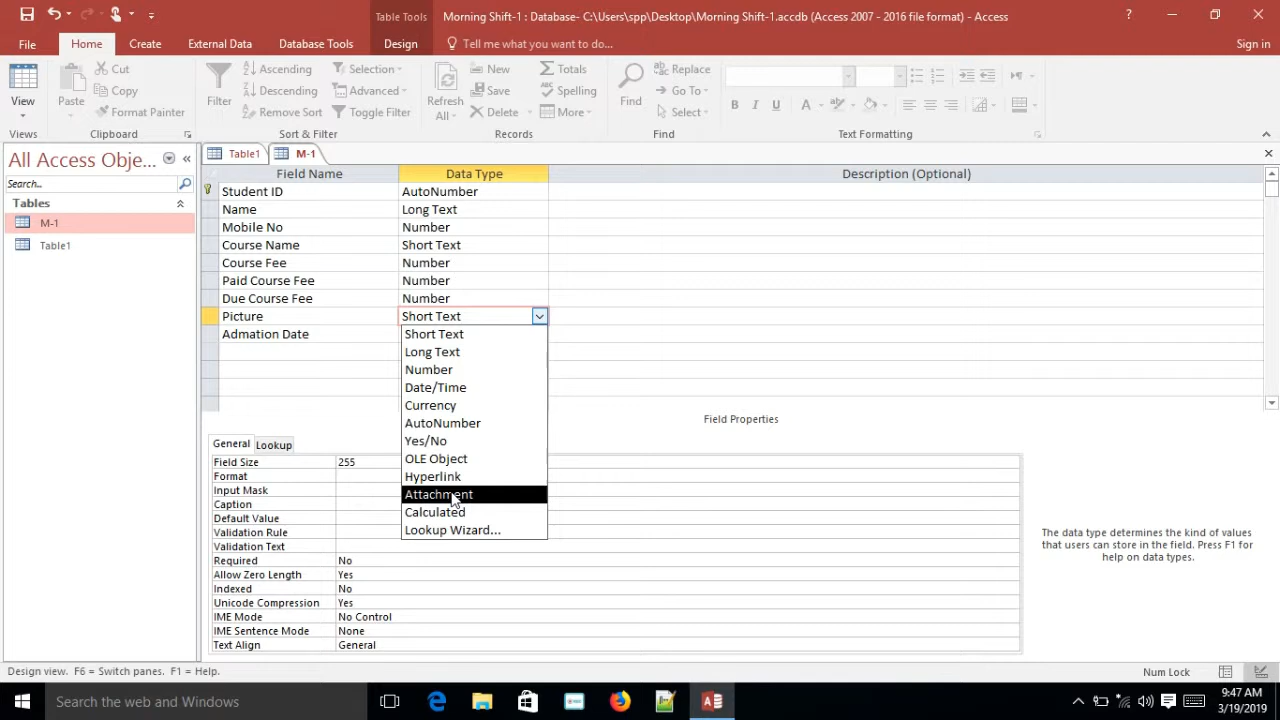 Morning Shift-1 : Database- C:\Users\spp\Desktop\Morning Shift-1.accdb (Access 2007 - 2016 file format) - Access
Table Tools
File
Home
Create
External Data
Database Tools
Design
Tell me what you want to do...
Sign in
View
Views
Paste
Cut
Copy
Format Painter
Clipboard
Filter
Ascending
Descending
Remove Sort
Selection
Advanced
Toggle Filter
Sort & Filter
Refresh
All
New
Save
Delete
Totals
Spelling
More
Records
Find
Replace
Go To
Select
Find
B I U
A
Text Formatting
All Access Obje...
Search...
Tables
M-1
Table1
Table1
M-1
Field Name
Data Type
Description (Optional)
Student ID
AutoNumber
Name
Long Text
Mobile No
Number
Course Name
Short Text
Course Fee
Number
Paid Course Fee
Number
Due Course Fee
Number
Picture
Short Text
Admation Date
Short Text
Long Text
Number
Date/Time
Currency
AutoNumber
Yes/No
OLE Object
Hyperlink
Attachment
Calculated
Lookup Wizard...
Field Properties
General
Lookup
Field Size
255
Format
Input Mask
Caption
Default Value
Validation Rule
Validation Text
Required
No
Allow Zero Length
Yes
Indexed
No
Unicode Compression
Yes
IME Mode
No Control
IME Sentence Mode
None
Text Align
General
The data type determines the kind of values
that users can store in the field. Press F1 for
help on data types.
Design view. F6 = Switch panes. F1 = Help.
Num Lock
Search the web and Windows
9:47 AM
3/19/2019